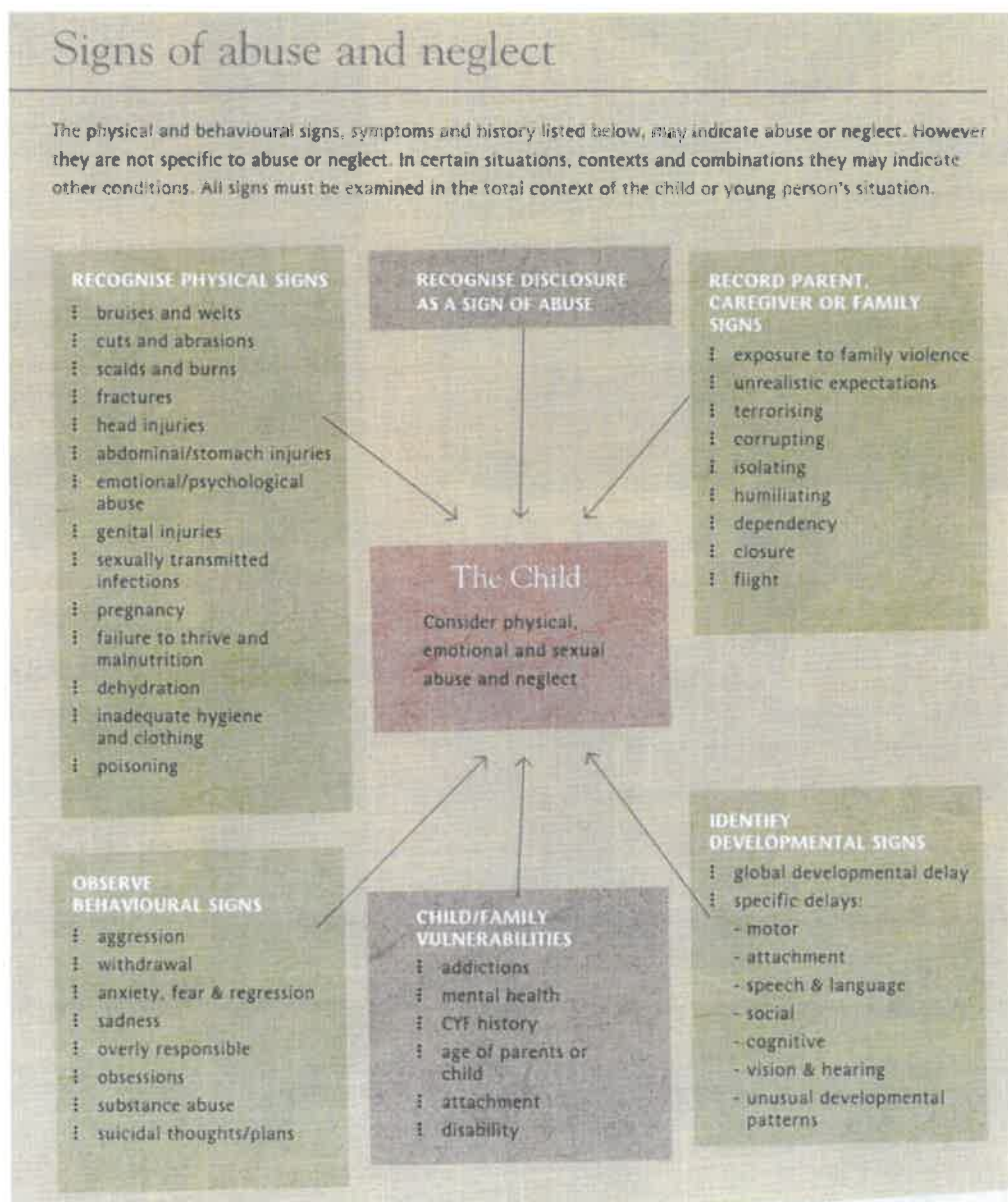 Signs of abuse and neglect
The physical and behavioural signs, symptoms and history listed below, may indicate abuse or neglect. However
they are not specific to abuse or neglect. In certain situations, contexts and combinations they may indicate
other conditions. All signs must be examined in the total context of the child or young person's situation.
RECOGNISE PHYSICAL SIGNS
bruises and welts
cuts and abrasions
scalds and burns
fractures
head injuries
abdominal/stomach injuries
emotional/psychological
abuse
genital injuries
sexually transmitted
infections
pregnancy
failure to thrive and
malnutrition
dehydration
inadequate hygiene
and clothing
poisoning
RECOGNISE DISCLOSURE
AS A SIGN OF ABUSE
RECORD PARENT,
CAREGIVER OR FAMILY
SIGNS
exposure to family violence
unrealistic expectations
terrorising
corrupting
isolating
humiliating
dependency
closure
flight
The Child
Consider physical,
emotional and sexual
abuse and neglect
OBSERVE
BEHAVIOURAL SIGNS
aggression
withdrawal
anxiety, fear & regression
sadness
overly responsible
obsessions
substance abuse
suicidal thoughts/plans
CHILD/FAMILY
VULNERABILITIES
addictions
mental health
CYF history
age of parents or
child
attachment
disability
IDENTIFY
DEVELOPMENTAL SIGNS
global developmental delay
specific delays:
- motor
- attachment
- speech & language
- social
- cognitive
- vision & hearing
- unusual developmental
patterns